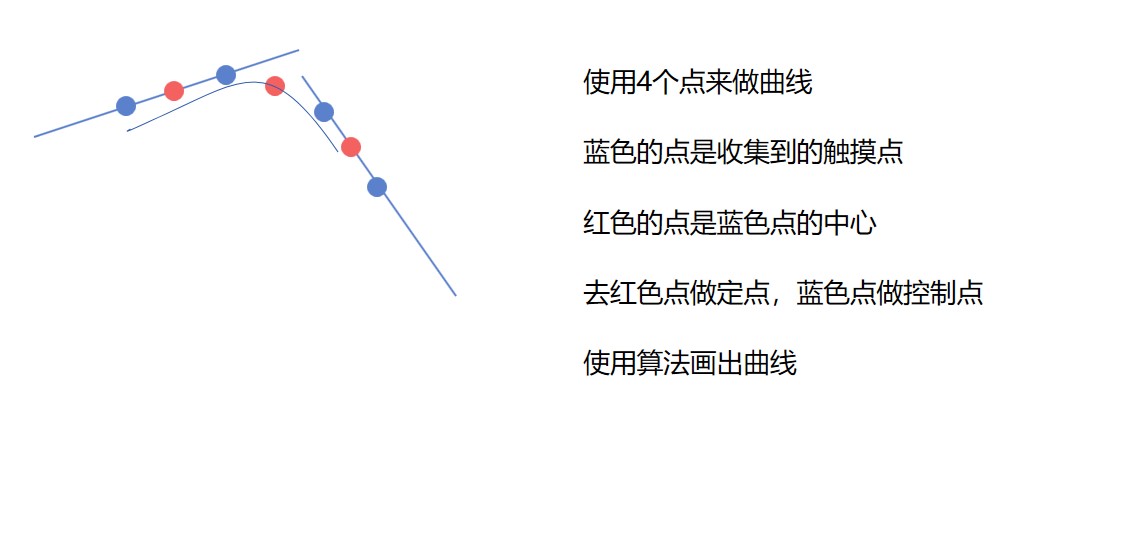 使用4个点来做曲线
蓝色的点是收集到的触摸点
红色的点是蓝色点的中心
去红色点做定点，蓝色点做控制点
使用算法画出曲线